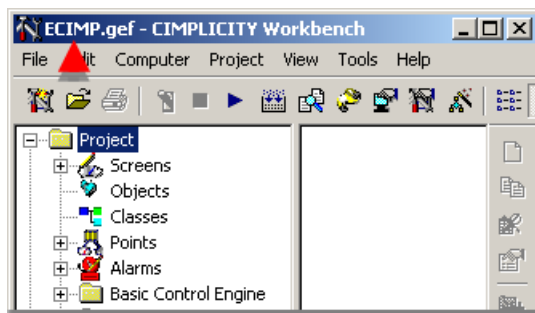 ECIMP.gef - CIMPLICITY Workbench
File Edit Computer Project View Tools Help
Project
Screens
Objects
Classes
Points
Alarms
Basic Control Engine